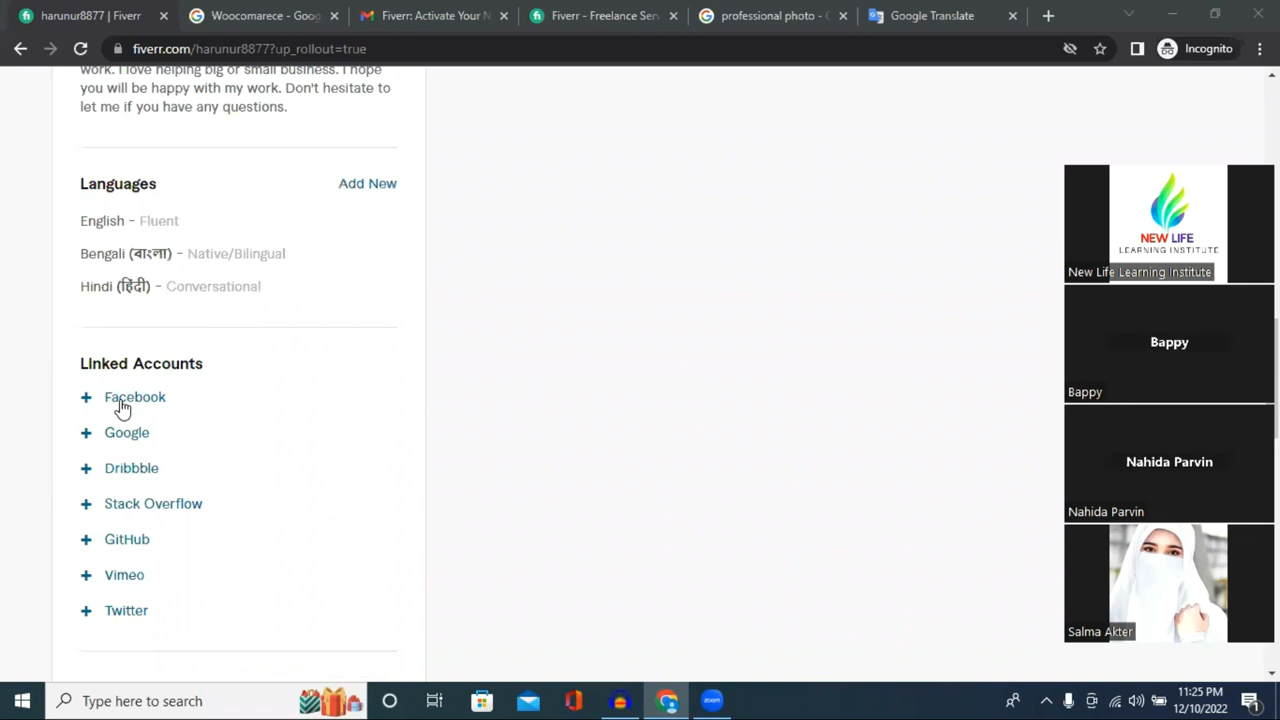 harunur8877 | Fiverr
Woocomarece - Goog
Fiverr: Activate Your N
Fiverr - Freelance Serv
professional photo - G
Google Translate
fiverr.com/harunur8877?up_rollout=true
Incognito
work. I love helping big or small business. I hope
you will be happy with my work. Don't hesitate to
let me if you have any questions.
Languages
Add New
English - Fluent
Bengali (বাংলা) - Native/Bilingual
Hindi (हिंदी) - Conversational
Linked Accounts
Facebook
Google
Dribbble
Stack Overflow
GitHub
Vimeo
Twitter
NEW LIFE
LEARNING INSTITUTE
New Life Learning Institute
Bappy
Bappy
Nahida Parvin
Nahida Parvin
Salma Akter
Type here to search
zoom
11:25 PM
12/10/2022
1